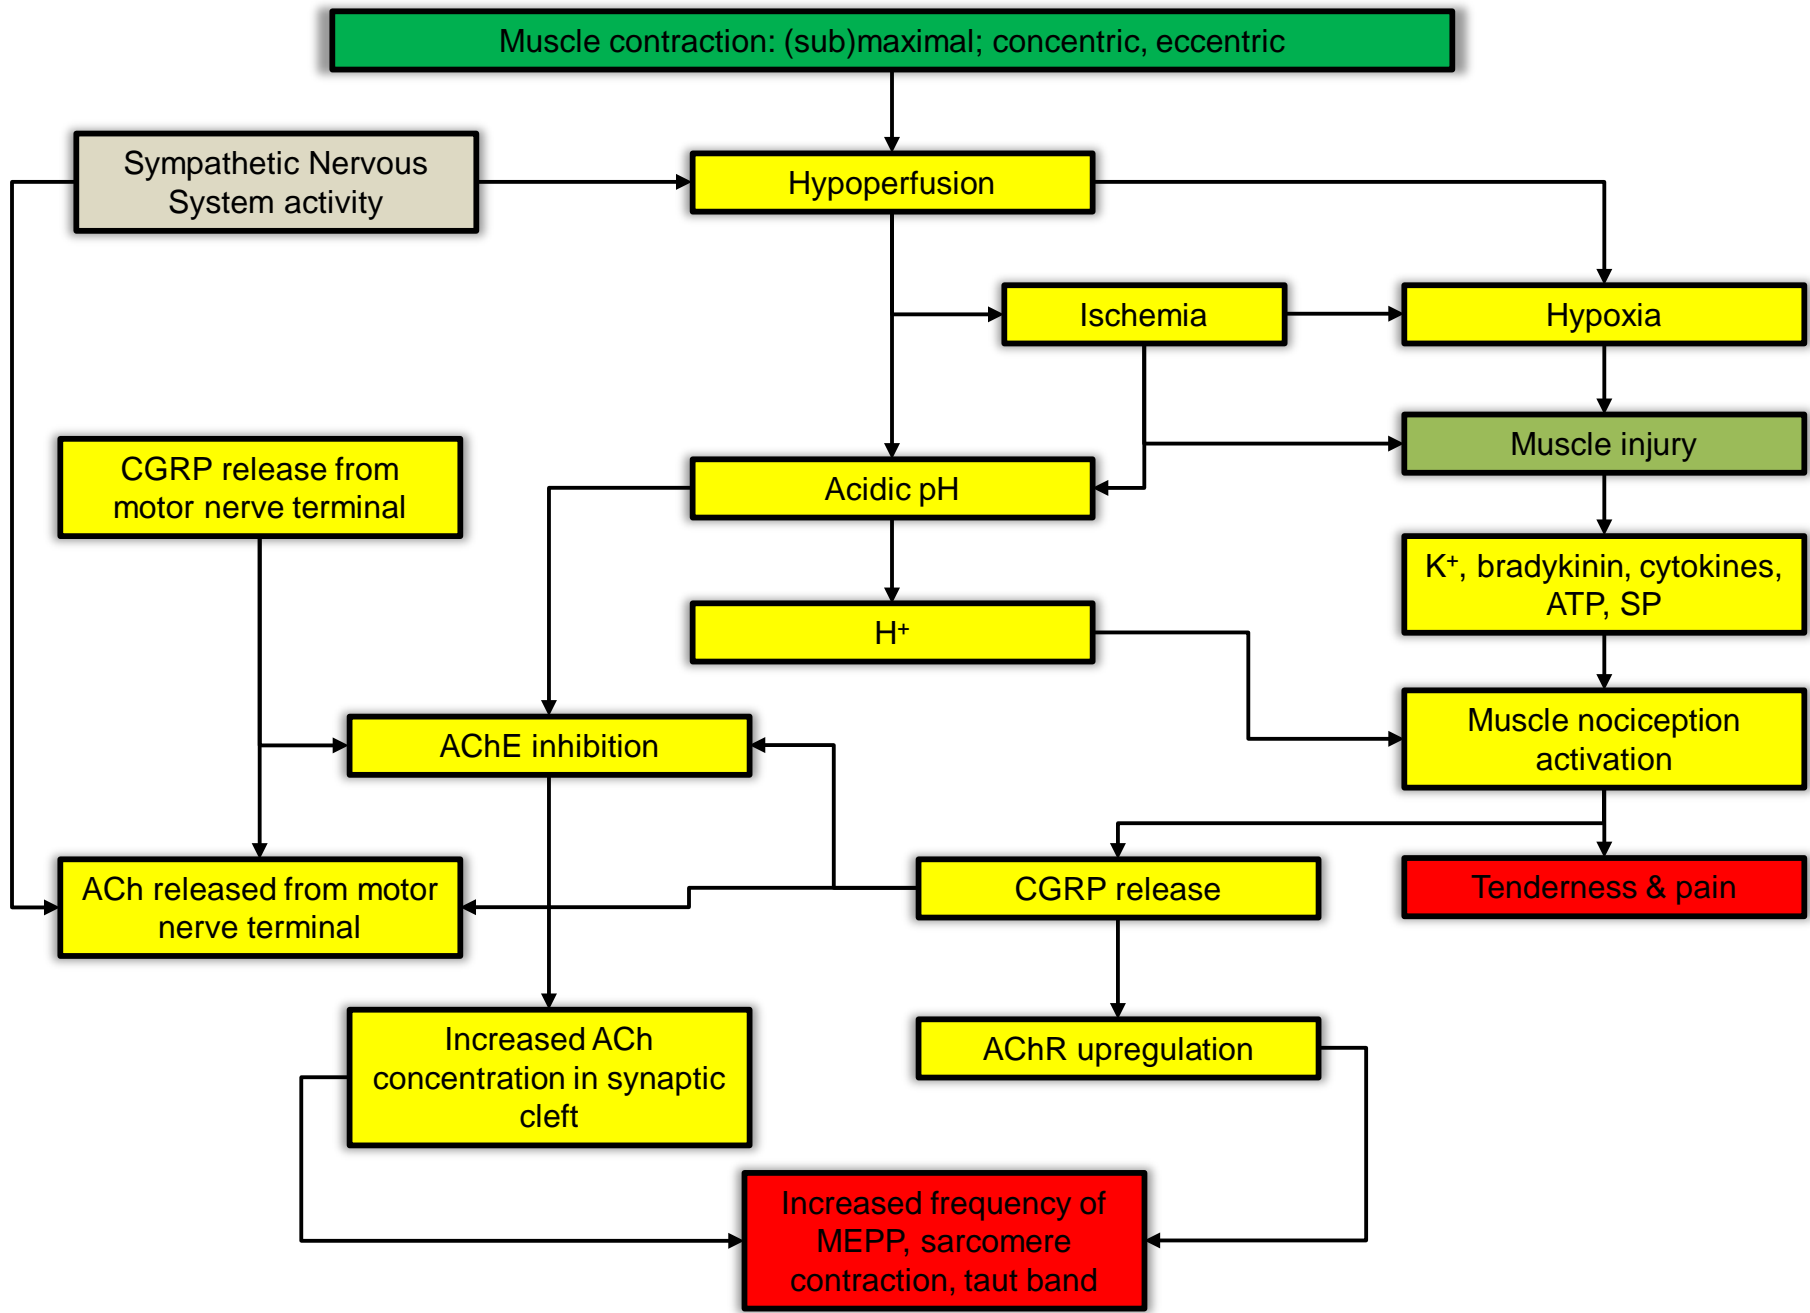 Muscle contraction: (sub)maximal; concentric, eccentric
Sympathetic Nervous
System activity
Hypoperfusion
Ischemia
Hypoxia
CGRP release from
motor nerve terminal
Acidic pH
Muscle injury
K⁺, bradykinin, cytokines,
ATP, SP
H⁺
AChE inhibition
Muscle nociception
activation
ACh released from motor
nerve terminal
CGRP release
Tenderness & pain
Increased ACh
concentration in synaptic
cleft
AChR upregulation
Increased frequency of
MEPP, sarcomere
contraction, taut band